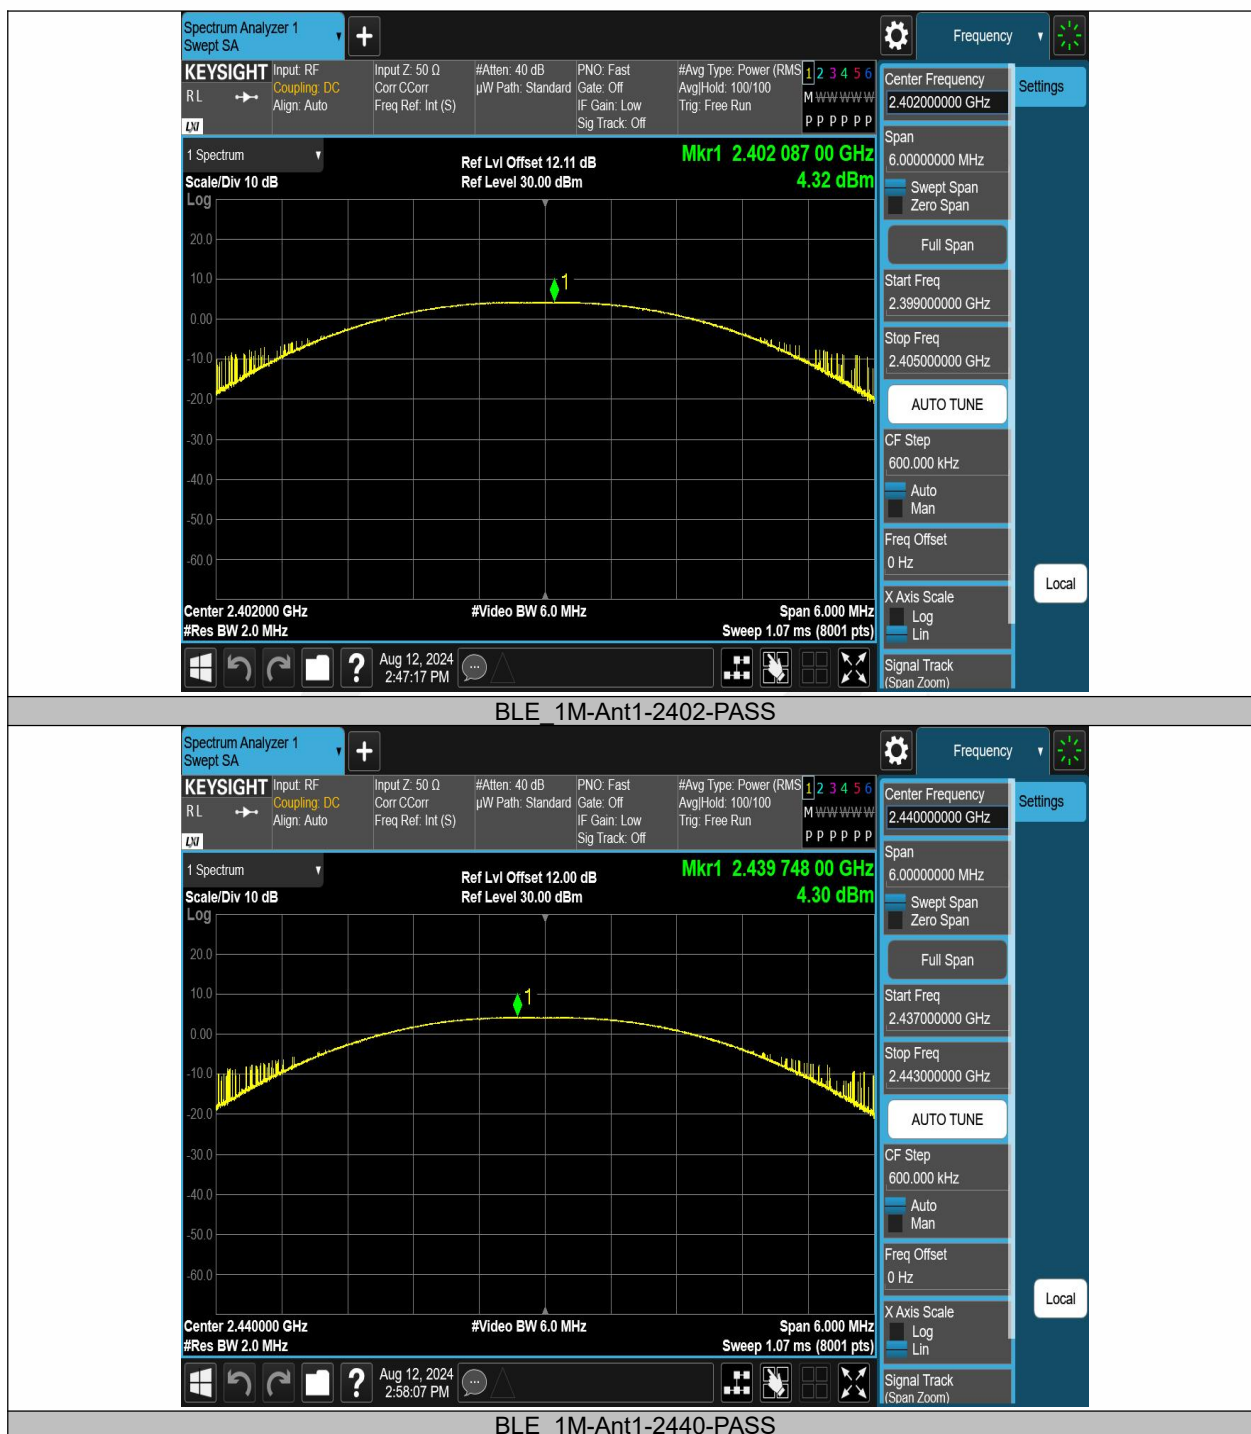 Spectrum Analyzer 1
Swept SA
Frequency
KEYSIGHT
RL
LXI
Input: RF
Coupling: DC
Align: Auto
Input Z: 50 Ω
Corr CCorr
Freq Ref: Int (S)
#Atten: 40 dB
µW Path: Standard
PNO: Fast
Gate: Off
IF Gain: Low
Sig Track: Off
#Avg Type: Power (RMS
Avg|Hold: 100/100
Trig: Free Run
1 2 3 4 5 6
M W W W W W
P P P P P P
Center Frequency
2.402000000 GHz
Settings
Span
6.00000000 MHz
Swept Span
Zero Span
Full Span
Start Freq
2.399000000 GHz
Stop Freq
2.405000000 GHz
AUTO TUNE
CF Step
600.000 kHz
Auto
Man
Freq Offset
0 Hz
X Axis Scale
Log
Lin
Signal Track
(Span Zoom)
Local
1 Spectrum
Scale/Div 10 dB
Log
Ref Lvl Offset 12.11 dB
Ref Level 30.00 dBm
Mkr1 2.402 087 00 GHz
4.32 dBm
20.0
10.0
0.00
-10.0
-20.0
-30.0
-40.0
-50.0
-60.0
1
Center 2.402000 GHz
#Res BW 2.0 MHz
#Video BW 6.0 MHz
Span 6.000 MHz
Sweep 1.07 ms (8001 pts)
?
Aug 12, 2024
2:47:17 PM
BLE_1M-Ant1-2402-PASS
Spectrum Analyzer 1
Swept SA
Frequency
KEYSIGHT
RL
LXI
Input: RF
Coupling: DC
Align: Auto
Input Z: 50 Ω
Corr CCorr
Freq Ref: Int (S)
#Atten: 40 dB
µW Path: Standard
PNO: Fast
Gate: Off
IF Gain: Low
Sig Track: Off
#Avg Type: Power (RMS
Avg|Hold: 100/100
Trig: Free Run
1 2 3 4 5 6
M W W W W W
P P P P P P
Center Frequency
2.440000000 GHz
Settings
Span
6.00000000 MHz
Swept Span
Zero Span
Full Span
Start Freq
2.437000000 GHz
Stop Freq
2.443000000 GHz
AUTO TUNE
CF Step
600.000 kHz
Auto
Man
Freq Offset
0 Hz
X Axis Scale
Log
Lin
Signal Track
(Span Zoom)
Local
1 Spectrum
Scale/Div 10 dB
Log
Ref Lvl Offset 12.00 dB
Ref Level 30.00 dBm
Mkr1 2.439 748 00 GHz
4.30 dBm
20.0
10.0
0.00
-10.0
-20.0
-30.0
-40.0
-50.0
-60.0
1
Center 2.440000 GHz
#Res BW 2.0 MHz
#Video BW 6.0 MHz
Span 6.000 MHz
Sweep 1.07 ms (8001 pts)
?
Aug 12, 2024
2:58:07 PM
BLE_1M-Ant1-2440-PASS